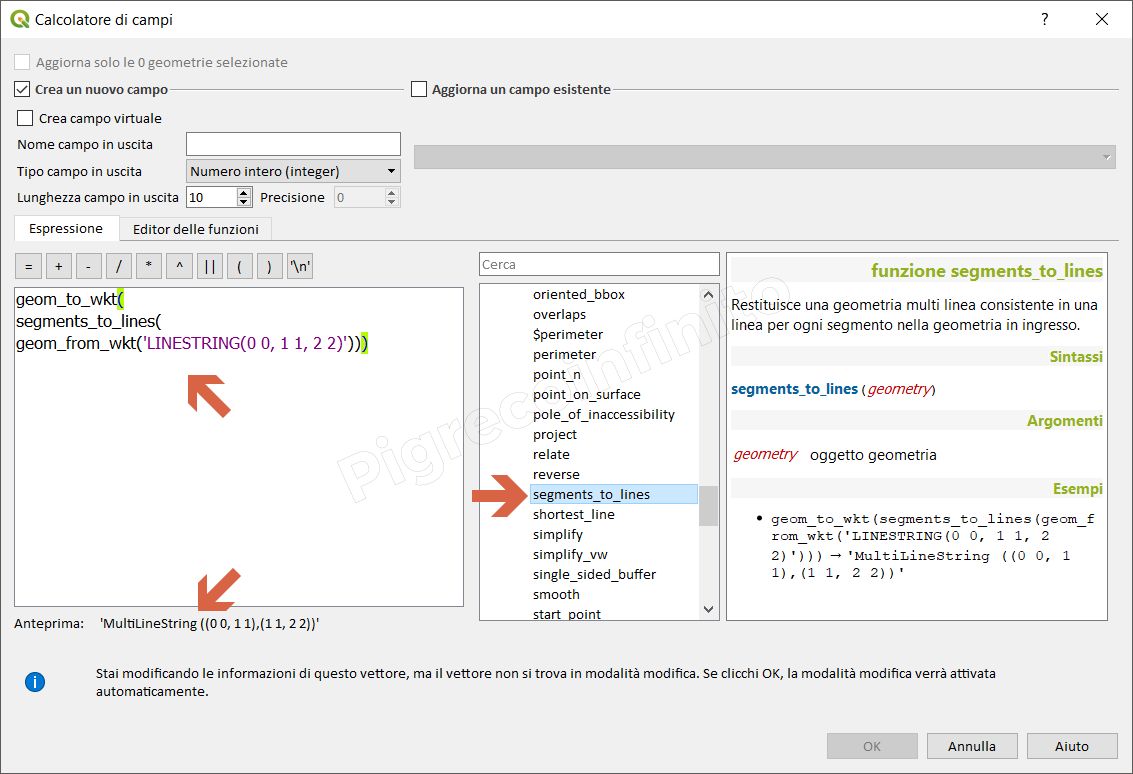 Calcolatore di campi
?
Aggiorna solo le 0 geometrie selezionate
Crea un nuovo campo
Aggiorna un campo esistente
Crea campo virtuale
Nome campo in uscita
Tipo campo in uscita
Numero intero (integer)
Lunghezza campo in uscita
10
Precisione
0
Espressione
Editor delle funzioni
= + - / * ^ || ( ) '\n'
geom_to_wkt(
segments_to_lines(
geom_from_wkt('LINESTRING(0 0, 1 1, 2 2)')))
Anteprima: 'MultiLineString ((0 0, 1 1),(1 1, 2 2))'
Cerca
oriented_bbox
overlaps
$perimeter
perimeter
point_n
point_on_surface
pole_of_inaccessibility
project
relate
reverse
segments_to_lines
shortest_line
simplify
simplify_vw
single_sided_buffer
smooth
start_point
funzione segments_to_lines
Restituisce una geometria multi linea consistente in una
linea per ogni segmento nella geometria in ingresso.
Sintassi
segments_to_lines (geometry)
Argomenti
geometry oggetto geometria
Esempi
• geom_to_wkt(segments_to_lines(geom_f
rom_wkt('LINESTRING(0 0, 1 1, 2
2)'))) → 'MultiLineString ((0 0, 1
1),(1 1, 2 2))'
Pigrecoinfinito
i
Stai modificando le informazioni di questo vettore, ma il vettore non si trova in modalità modifica. Se clicchi OK, la modalità modifica verrà attivata
automaticamente.
OK
Annulla
Aiuto